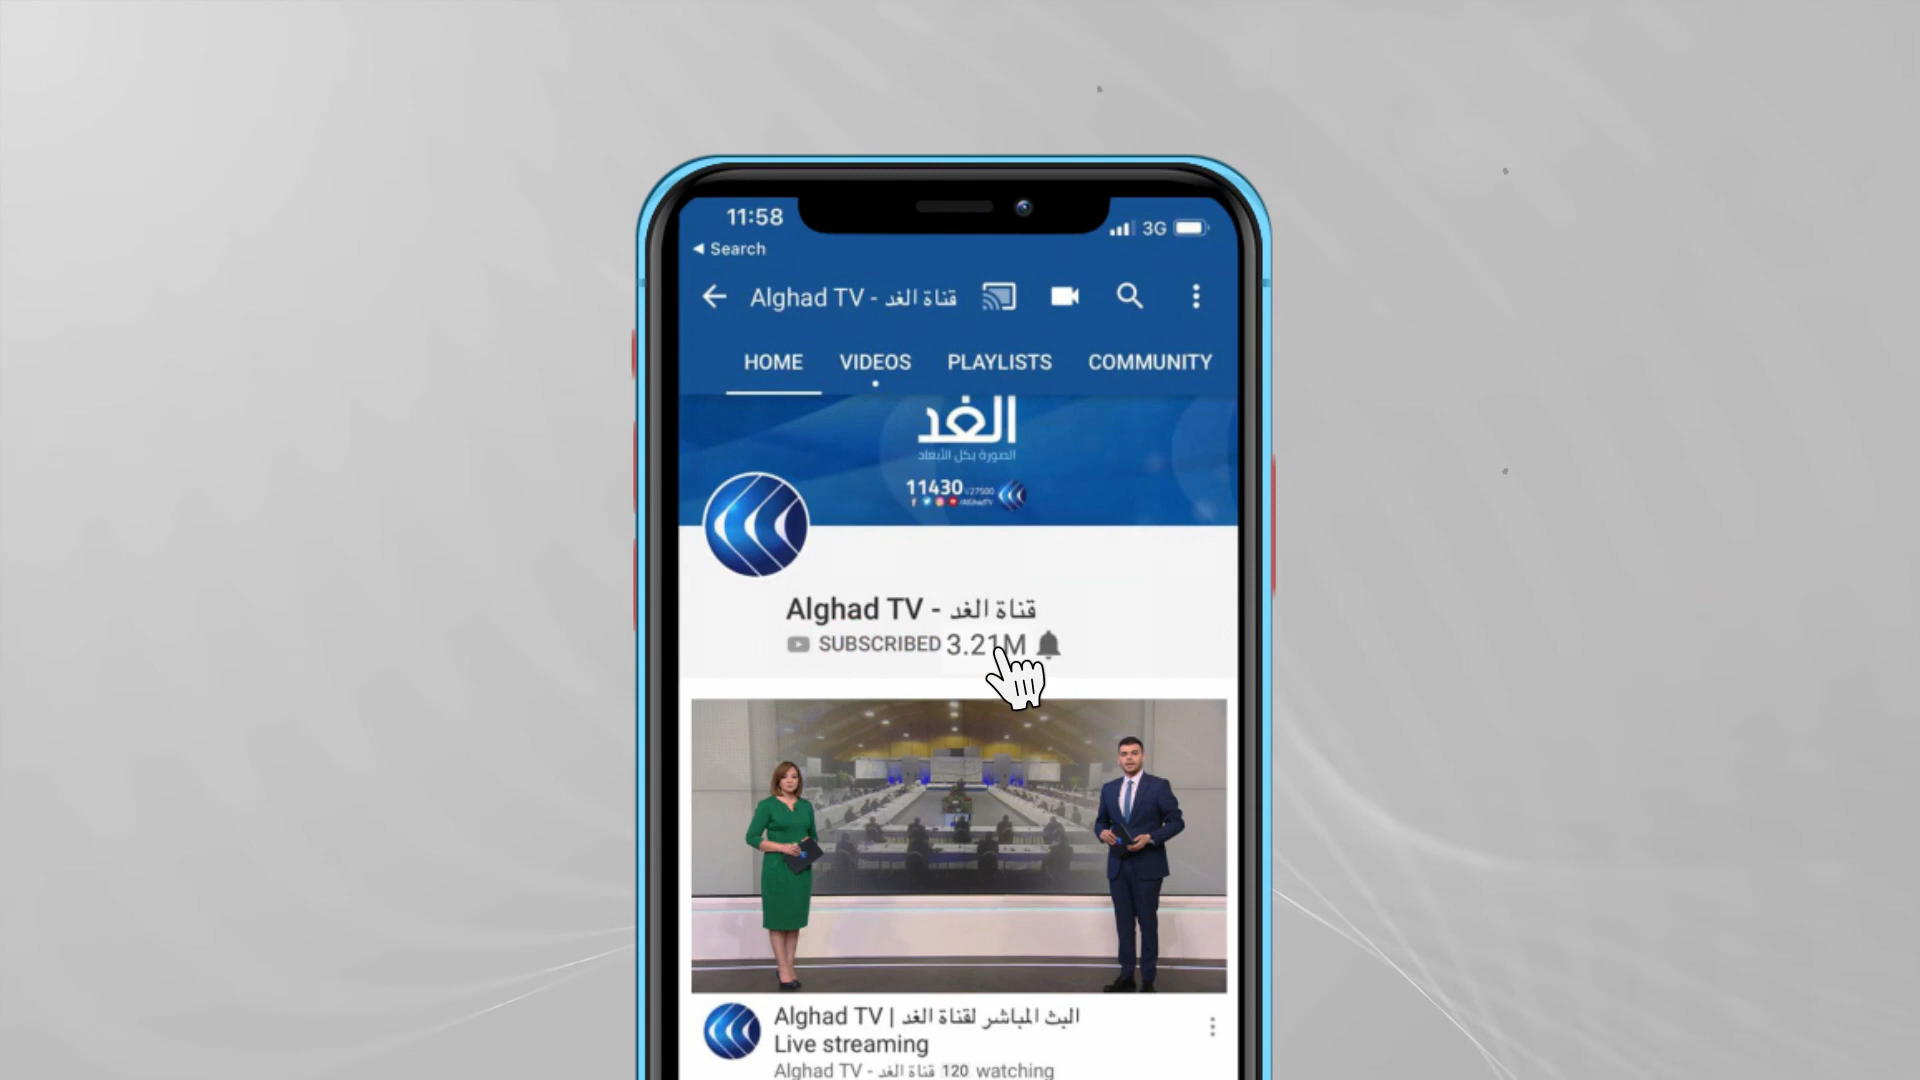 11:58
3G
◀ Search
Alghad TV - قناة الغد
HOME VIDEOS PLAYLISTS COMMUNITY
الغد
الصورة بكل الأبعاد
11430 27500
/AlGhadTV
Alghad TV - قناة الغد
SUBSCRIBED 3.21M
Alghad TV | البث المباشر لقناة الغد
Live streaming
Alghad TV - قناة الغد 120 watching